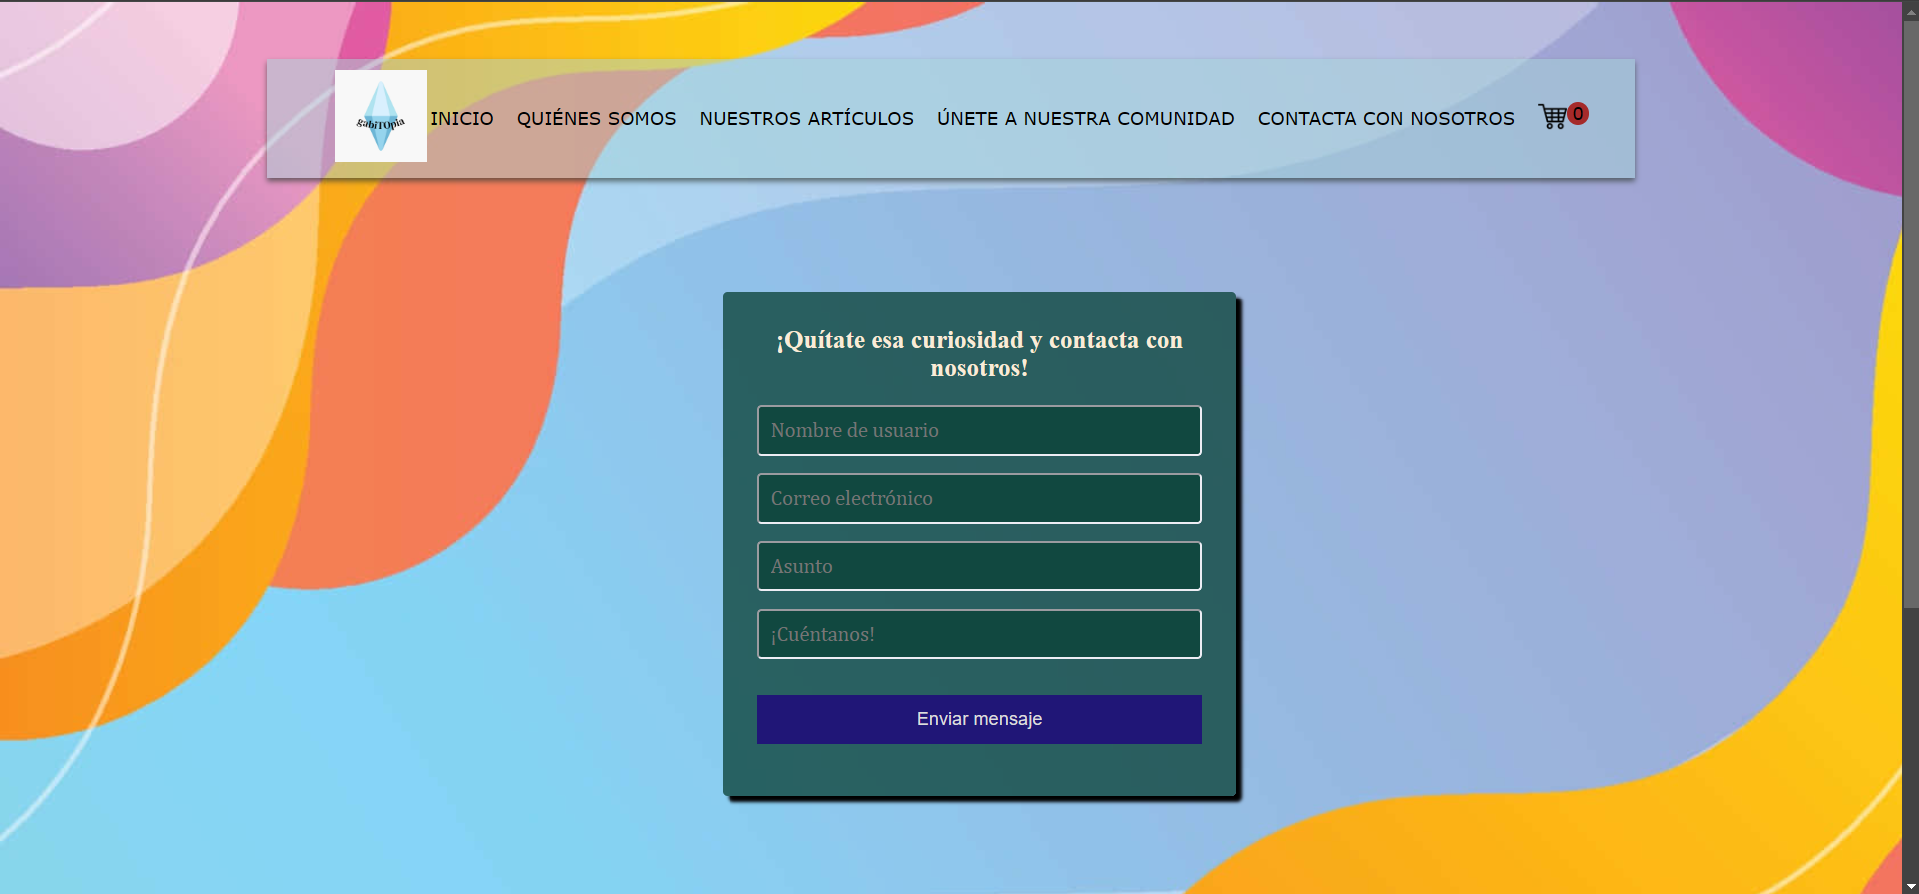 gabiTOpia
INICIO QUIÉNES SOMOS NUESTROS ARTÍCULOS ÚNETE A NUESTRA COMUNIDAD CONTACTA CON NOSOTROS 0
¡Quítate esa curiosidad y contacta con
nosotros!
Nombre de usuario
Correo electrónico
Asunto
¡Cuéntanos!
Enviar mensaje